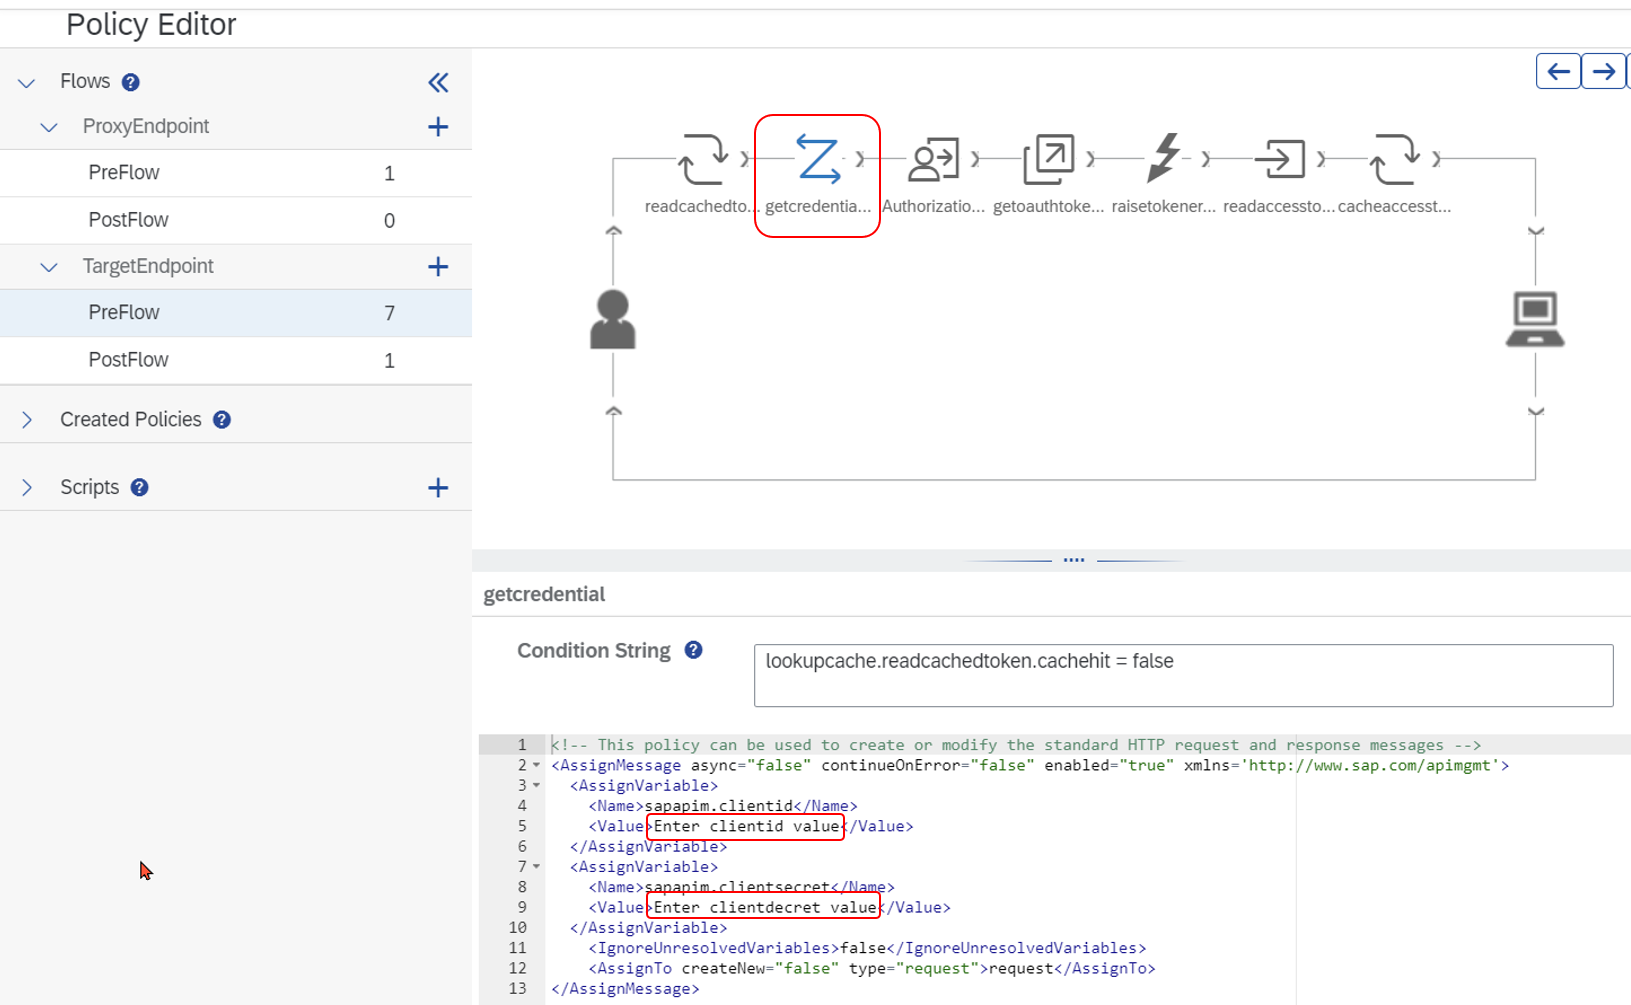 Policy Editor
Flows ?
ProxyEndpoint
PreFlow 1
PostFlow 0
TargetEndpoint
PreFlow 7
PostFlow 1
Created Policies ?
Scripts ?
readcachedto... getcredentia... Authorizatio... getoauthtoke... raisetokener... readaccessto... cacheaccesst...
getcredential
Condition String ?
lookupcache.readcachedtoken.cachehit = false
1 <!-- This policy can be used to create or modify the standard HTTP request and response messages -->
2 <AssignMessage async="false" continueOnError="false" enabled="true" xmlns='http://www.sap.com/apimgmt'>
3 <AssignVariable>
4 <Name>sapapim.clientid</Name>
5 <Value>Enter clientid value</Value>
6 </AssignVariable>
7 <AssignVariable>
8 <Name>sapapim.clientsecret</Name>
9 <Value>Enter clientdecret value</Value>
10 </AssignVariable>
11 <IgnoreUnresolvedVariables>false</IgnoreUnresolvedVariables>
12 <AssignTo createNew="false" type="request">request</AssignTo>
13 </AssignMessage>